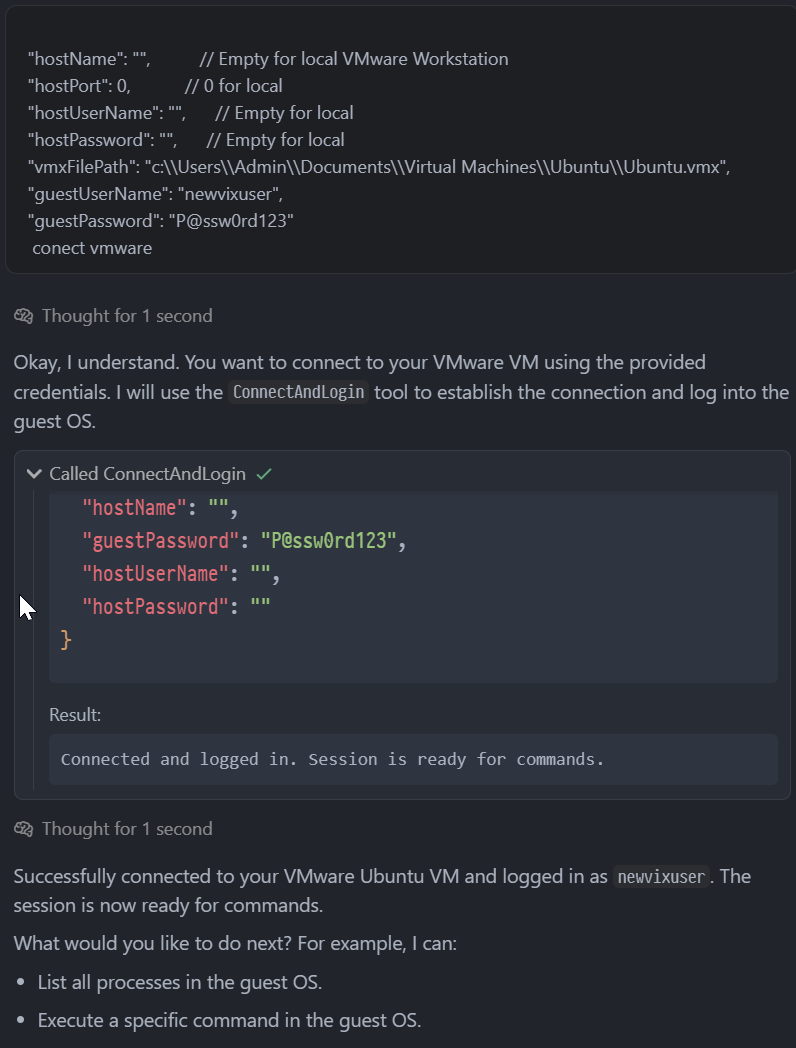 "hostName": "",          // Empty for local VMware Workstation
"hostPort": 0,           // 0 for local
"hostUserName": "",      // Empty for local
"hostPassword": "",      // Empty for local
"vmxFilePath": "c:\\Users\\Admin\\Documents\\Virtual Machines\\Ubuntu\\Ubuntu.vmx",
"guestUserName": "newvixuser",
"guestPassword": "P@ssw0rd123"
conect vmware
Thought for 1 second
Okay, I understand. You want to connect to your VMware VM using the provided
credentials. I will use the ConnectAndLogin tool to establish the connection and log into the
guest OS.
Called ConnectAndLogin
"hostName": "",
"guestPassword": "P@ssw0rd123",
"hostUserName": "",
"hostPassword": ""
}
Result:
Connected and logged in. Session is ready for commands.
Thought for 1 second
Successfully connected to your VMware Ubuntu VM and logged in as newvixuser. The
session is now ready for commands.
What would you like to do next? For example, I can:
• List all processes in the guest OS.
• Execute a specific command in the guest OS.